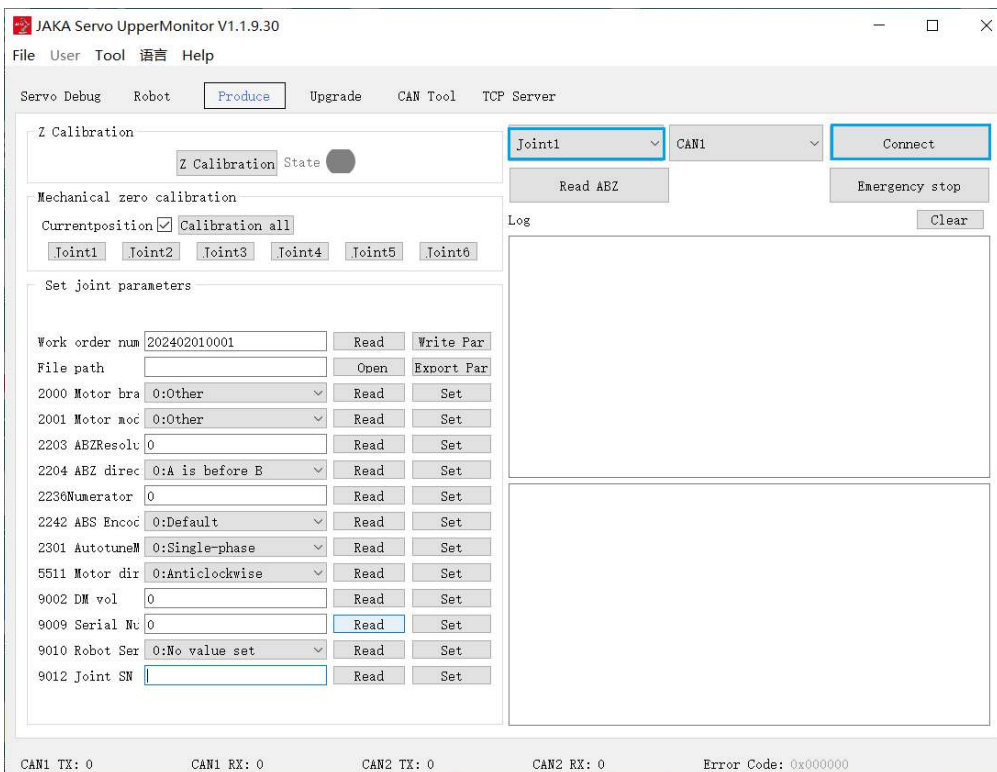 JAKA Servo UpperMonitor V1.1.9.30
File User Tool 语言 Help
Servo Debug Robot Produce Upgrade CAN Tool TCP Server
Z Calibration
Z Calibration State
Mechanical zero calibration
Currentposition Calibration all
Joint1 Joint2 Joint3 Joint4 Joint5 Joint6
Set joint parameters
Work order num 202402010001 Read Write Par
File path Open Export Par
2000 Motor bra 0:Other Read Set
2001 Motor mod 0:Other Read Set
2203 ABZResolu 0 Read Set
2204 ABZ direc 0:A is before B Read Set
2236Numerator 0 Read Set
2242 ABS Encod 0:Default Read Set
2301 AutotuneM 0:Single-phase Read Set
5511 Motor dir 0:Anticlockwise Read Set
9002 DM vol 0 Read Set
9009 Serial Nu 0 Read Set
9010 Robot Ser 0:No value set Read Set
9012 Joint SN Read Set
Joint1 CAN1 Connect
Read ABZ Emergency stop
Log Clear
CAN1 TX: 0 CAN1 RX: 0 CAN2 TX: 0 CAN2 RX: 0 Error Code: 0x000000